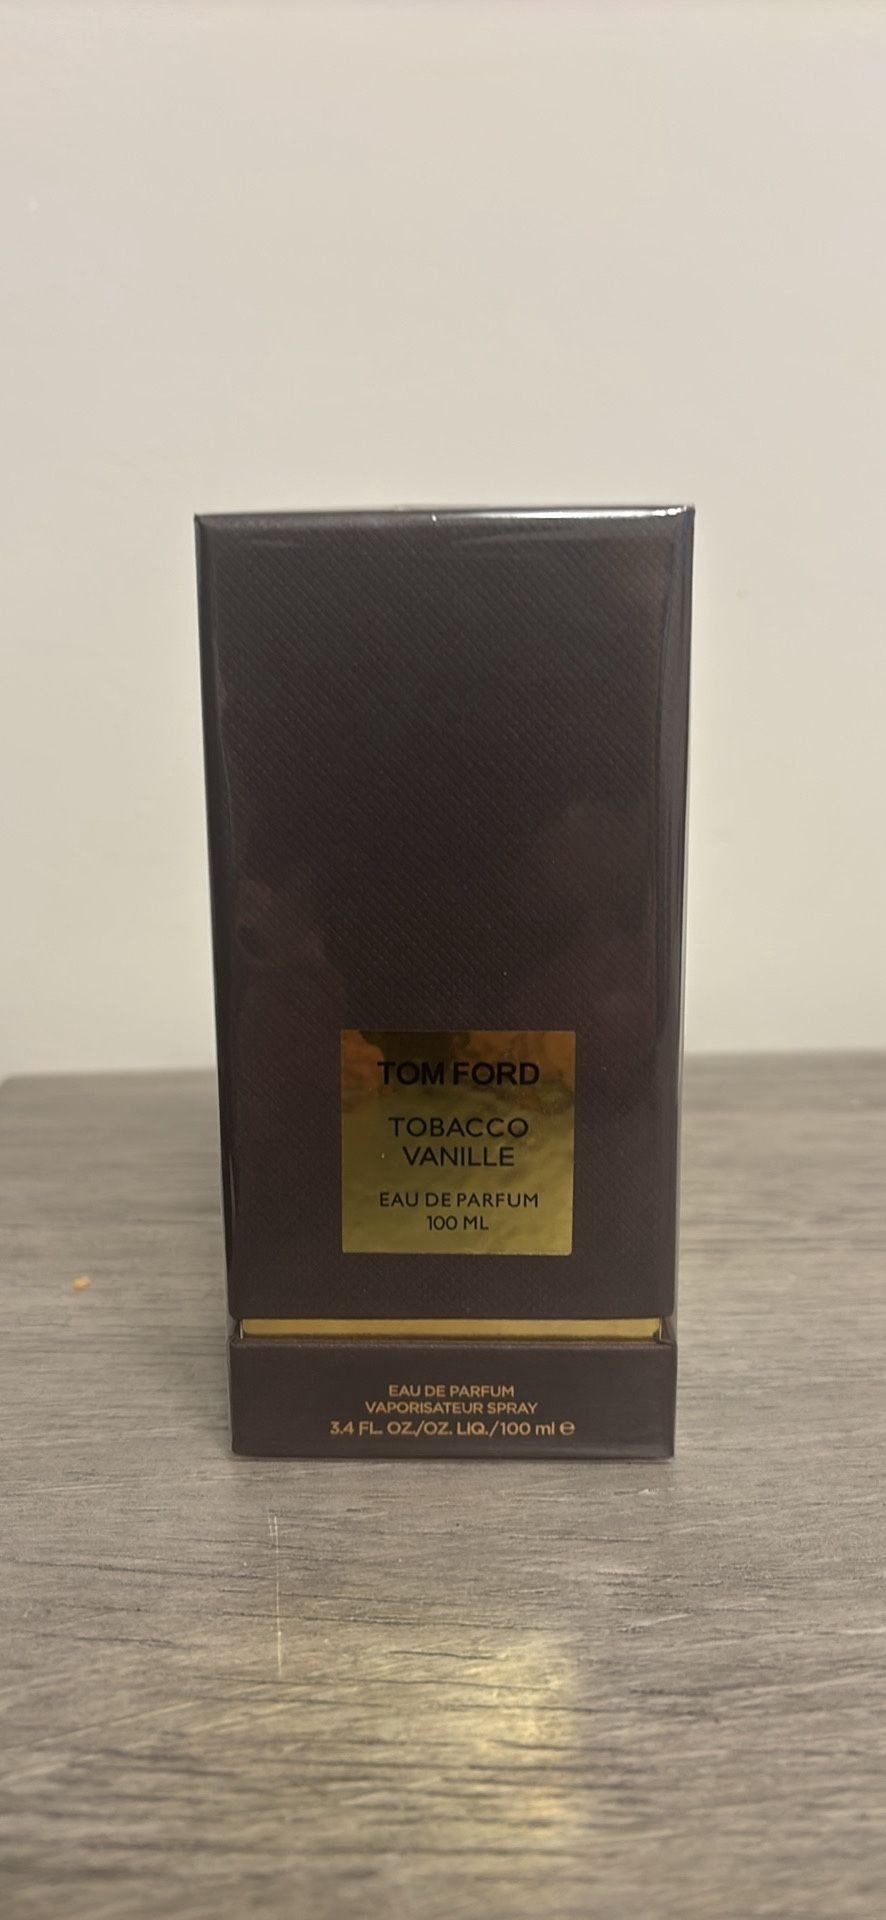 TOM FORD
TOBACCO
VANILLE
EAU DE PARFUM
100 ML
EAU DE PARFUM
VAPORISATEUR SPRAY
3.4 FL. OZ./OZ. LIQ./100 ml ℮